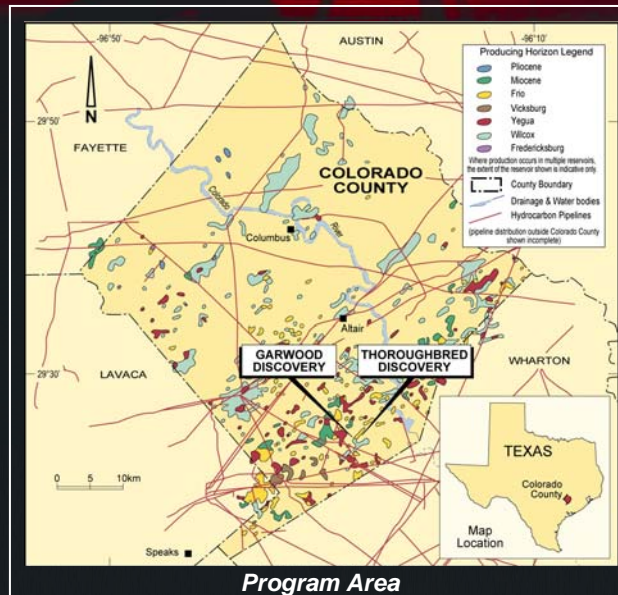 -96°50'
AUSTIN
-96°10'
Producing Horizon Legend
Pliocene
Miocene
Frio
Vicksburg
Yegua
Wilcox
Fredericksburg
Where production occurs in multiple reservoirs,
the extent of the reservoir shown is indicative only.
County Boundary
Drainage & Water bodies
Hydrocarbon Pipelines
(pipeline distribution outside Colorado County
shown incomplete)
N
29°50'
FAYETTE
COLORADO
COUNTY
Colorado
River
Columbus
Altair
29°30'
GARWOOD
DISCOVERY
THOROUGHBRED
DISCOVERY
WHARTON
LAVACA
0 5 10km
Speaks
TEXAS
Colorado
County
Map
Location
Program Area